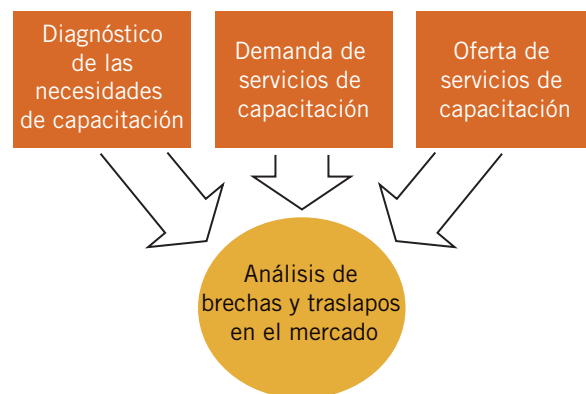 Diagnóstico
de las
necesidades
de capacitación
Demanda de
servicios de
capacitación
Oferta de
servicios de
capacitación
Análisis de
brechas y traslapos
en el mercado